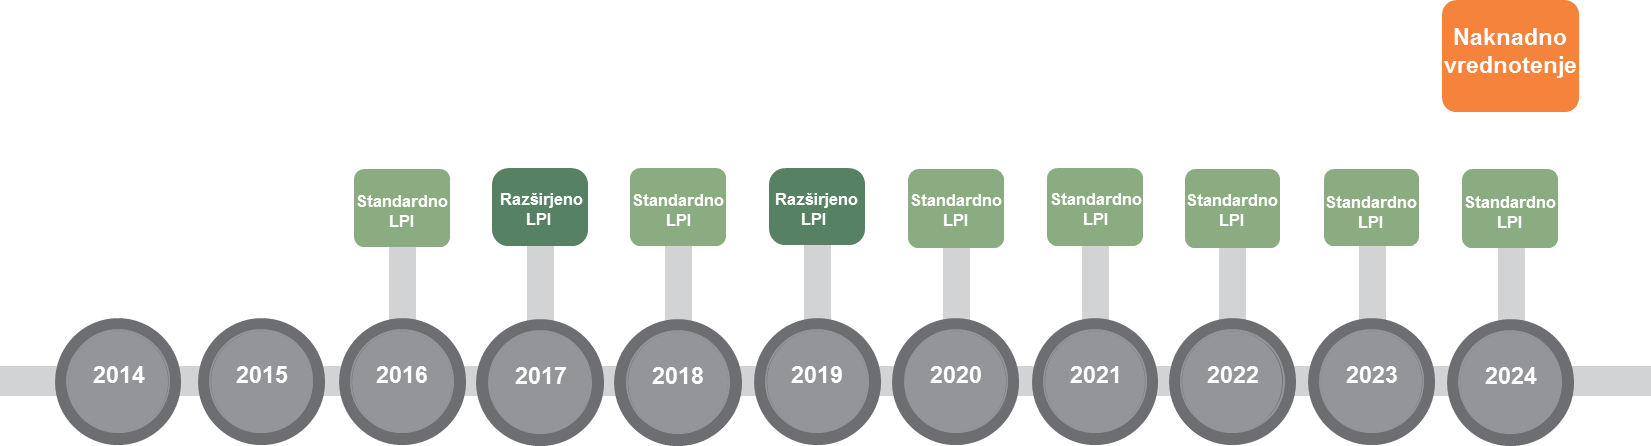 Naknadno
vrednotenje
Standardno
LPI
Razširjeno
LPI
Standardno
LPI
Razširjeno
LPI
Standardno
LPI
Standardno
LPI
Standardno
LPI
Standardno
LPI
Standardno
LPI
2014
2015
2016
2017
2018
2019
2020
2021
2022
2023
2024